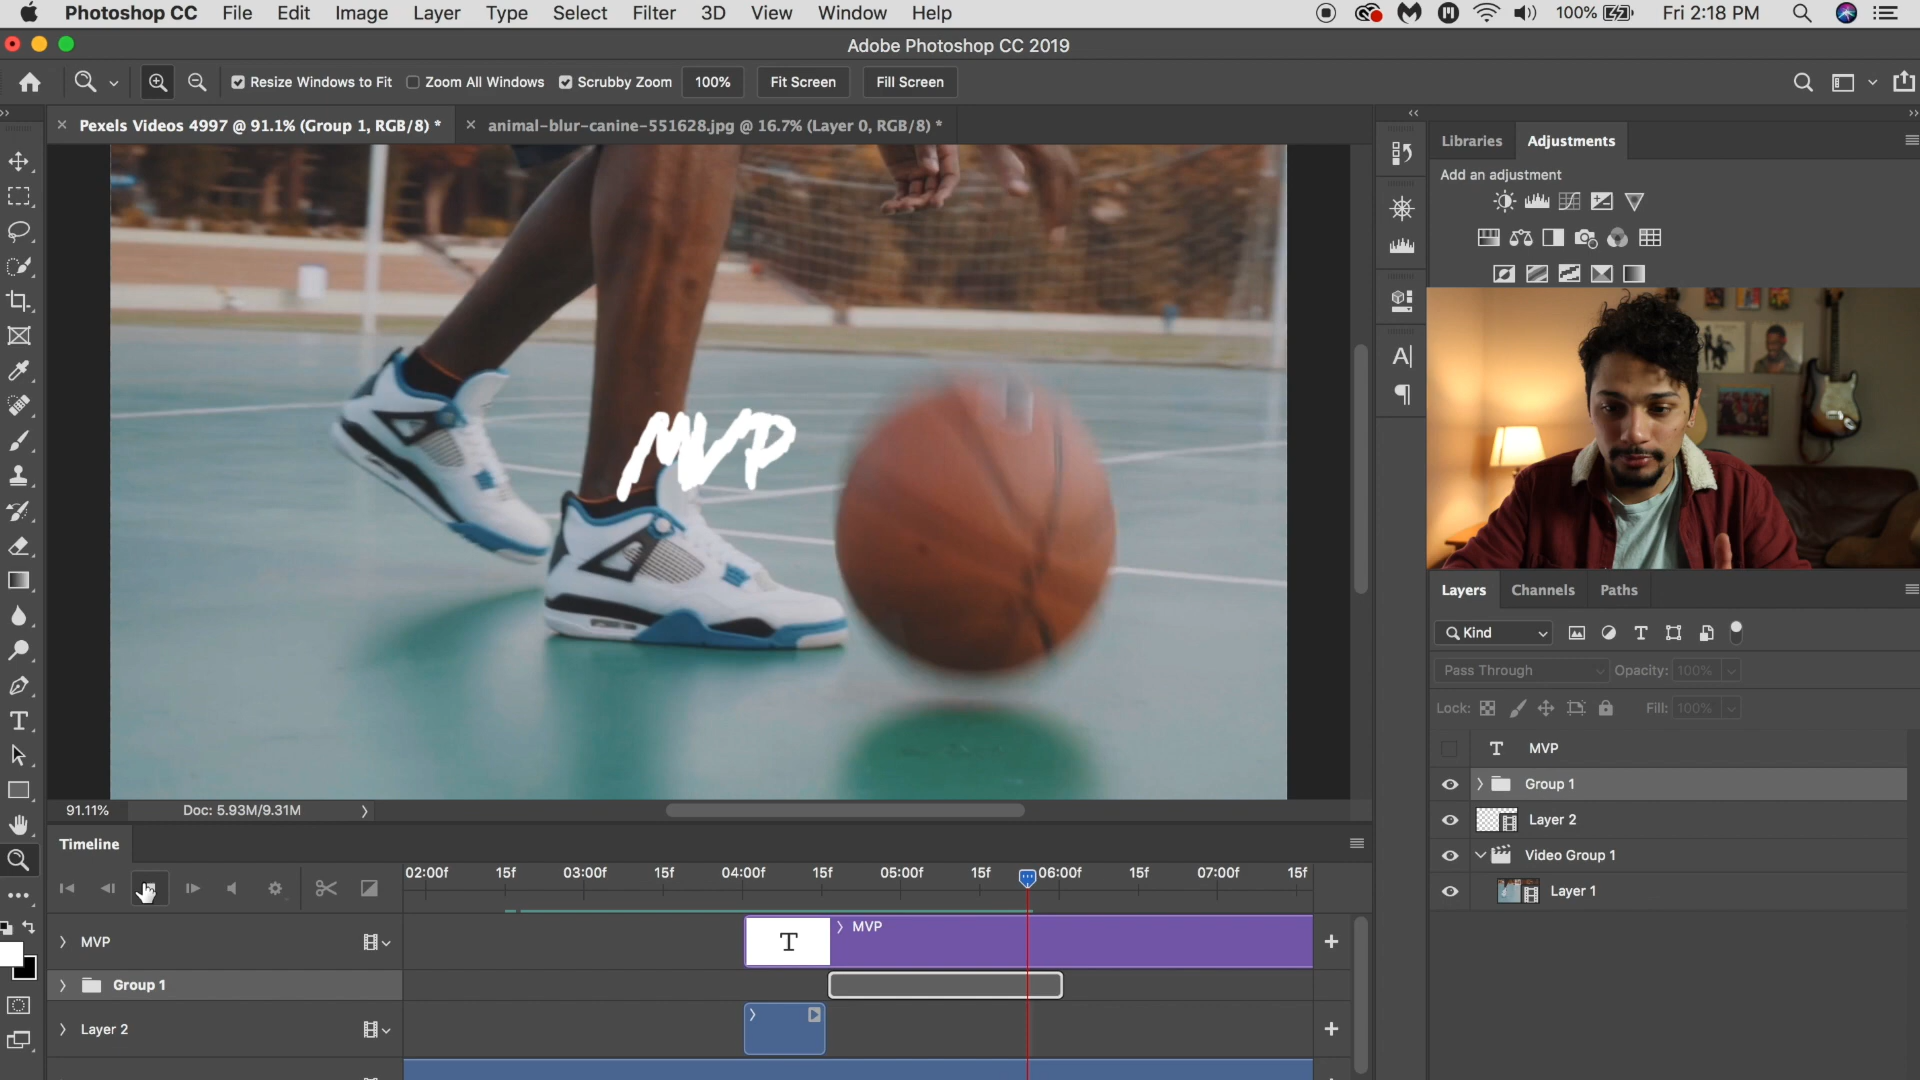 Photoshop CC File Edit Image Layer Type Select Filter 3D View Window Help 100% Fri 2:18 PM
Adobe Photoshop CC 2019
Resize Windows to Fit Zoom All Windows Scrubby Zoom 100% Fit Screen Fill Screen
Pexels Videos 4997 @ 91.1% (Group 1, RGB/8) * animal-blur-canine-551628.jpg @ 16.7% (Layer 0, RGB/8) *
Libraries Adjustments
Add an adjustment
MVP
Layers Channels Paths
Kind
Pass Through Opacity: 100%
Lock: Fill: 100%
MVP
Group 1
Layer 2
Video Group 1
Layer 1
91.11% Doc: 5.93M/9.31M
Timeline
02:00f 15f 03:00f 15f 04:00f 15f 05:00f 15f 06:00f 15f 07:00f 15f
MVP T MVP
Group 1
Layer 2